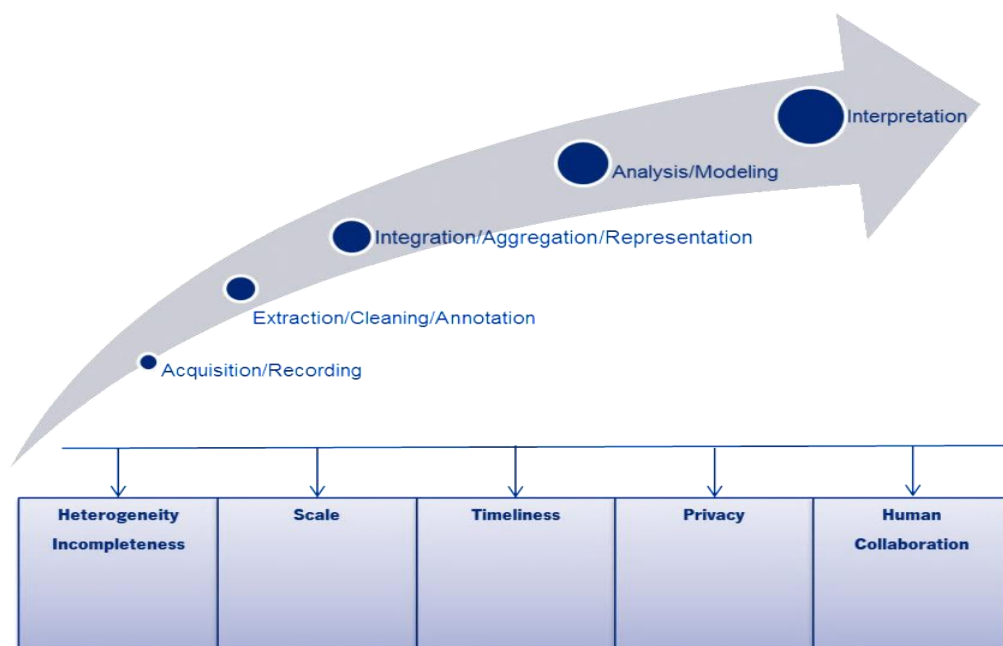 Interpretation
Analysis/Modeling
Integration/Aggregation/Representation
Extraction/Cleaning/Annotation
Acquisition/Recording
Heterogeneity
Incompleteness
Scale
Timeliness
Privacy
Human
Collaboration